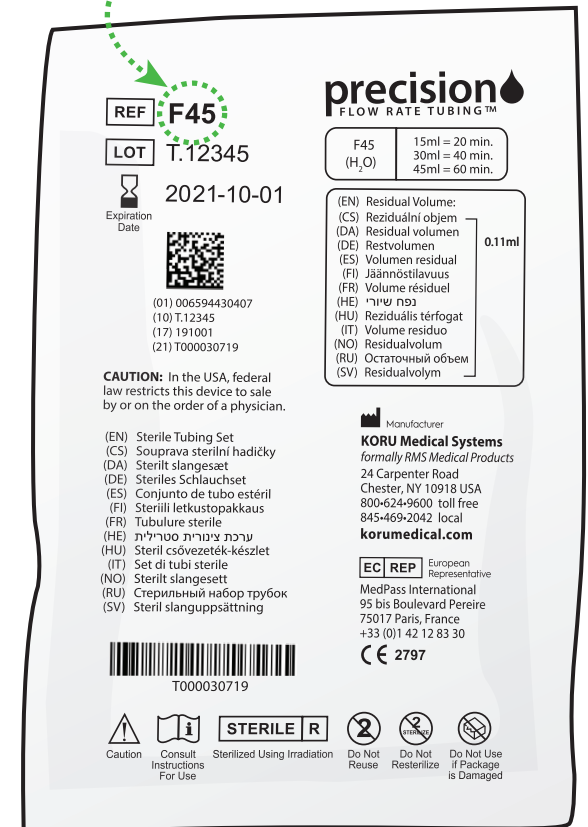 REF F45
LOT T.12345
2021-10-01
Expiration
Date
(01) 006594430407
(10) T.12345
(17) 191001
(21) T000030719
CAUTION: In the USA, federal
law restricts this device to sale
by or on the order of a physician.
(EN) Sterile Tubing Set
(CS) Souprava sterilní hadičky
(DA) Sterilt slangesæt
(DE) Steriles Schlauchset
(ES) Conjunto de tubo estéril
(FI) Steriili letkustopakkaus
(FR) Tubulure sterile
(HE) ערכת צינורית סטרילית
(HU) Steril csővezeték-készlet
(IT) Set di tubi sterile
(NO) Sterilt slangesett
(RU) Стерильный набор трубок
(SV) Steril slanguppsättning
T000030719
precision
FLOW RATE TUBING™
F45
(H₂O)
15ml = 20 min.
30ml = 40 min.
45ml = 60 min.
(EN) Residual Volume:
(CS) Reziduální objem
(DA) Residual volumen
(DE) Restvolumen
(ES) Volumen residual
(FI) Jäännöstilavuus
(FR) Volume résiduel
(HE) נפח שיורי
(HU) Reziduális térfogat
(IT) Volume residuo
(NO) Residualvolum
(RU) Остаточный объем
(SV) Residualvolym
0.11ml
Manufacturer
KORU Medical Systems
formally RMS Medical Products
24 Carpenter Road
Chester, NY 10918 USA
800•624•9600 toll free
845•469•2042 local
korumedical.com
EC REP
European
Representative
MedPass International
95 bis Boulevard Pereire
75017 Paris, France
+33 (0)1 42 12 83 30
CE 2797
Caution
i
Consult
Instructions
For Use
STERILE R
Sterilized Using Irradiation
2
Do Not
Reuse
2
STERILIZE
Do Not
Resterilize
Do Not Use
if Package
is Damaged